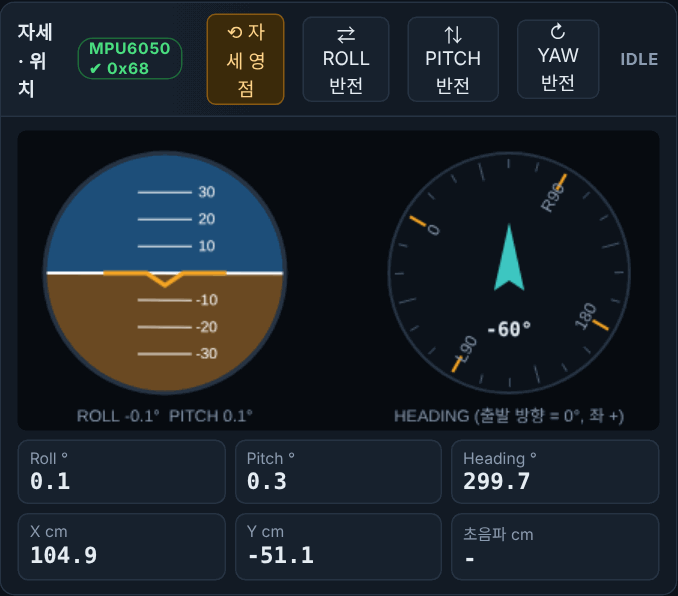 자세
· 위
치
MPU6050
✔ 0x68
⟲ 자
세 영
점
⇄
ROLL
반전
⇅
PITCH
반전
↻
YAW
반전
IDLE
30
20
10
-10
-20
-30
ROLL -0.1° PITCH 0.1°
0
R90
180
L90
-60°
HEADING (출발 방향 = 0°, 좌 +)
Roll °
0.1
Pitch °
0.3
Heading °
299.7
X cm
104.9
Y cm
-51.1
초음파 cm
-